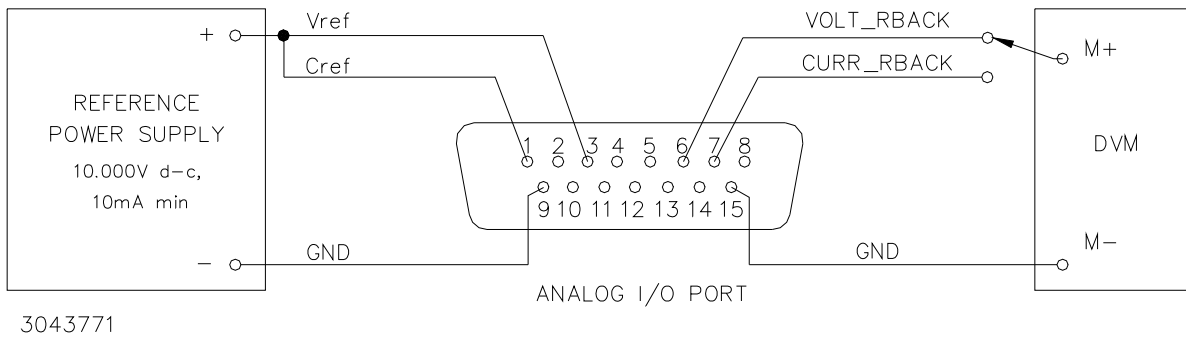 Vref
VOLT_RBACK
+
M+
Cref
CURR_RBACK
REFERENCE
POWER SUPPLY
10.000V d-c,
10mA min
1 2 3 4 5 6 7 8
DVM
9 10 11 12 13 14 15
-
GND
GND
M-
ANALOG I/O PORT
3043771